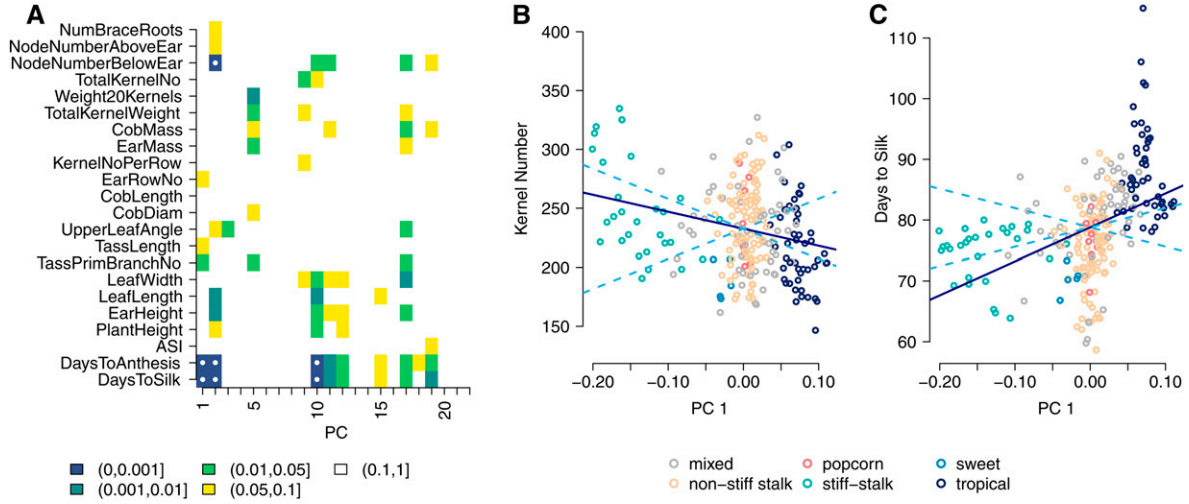 A
NumBraceRoots
NodeNumberAboveEar
NodeNumberBelowEar
TotalKernelNo
Weight20Kernels
TotalKernelWeight
CobMass
EarMass
KernelNoPerRow
EarRowNo
CobLength
CobDiam
UpperLeafAngle
TassLength
TassPrimBranchNo
LeafWidth
LeafLength
EarHeight
PlantHeight
ASI
DaysToAnthesis
DaysToSilk
1 5 10 15 20
PC
(0,0.001] (0.01,0.05] (0.1,1]
(0.001,0.01] (0.05,0.1]
B
Kernel Number
400
350
300
250
200
150
−0.20 −0.10 0.00 0.10
PC 1
C
Days to Silk
110
100
90
80
70
60
−0.20 −0.10 0.00 0.10
PC 1
mixed popcorn sweet
non-stiff stalk stiff-stalk tropical